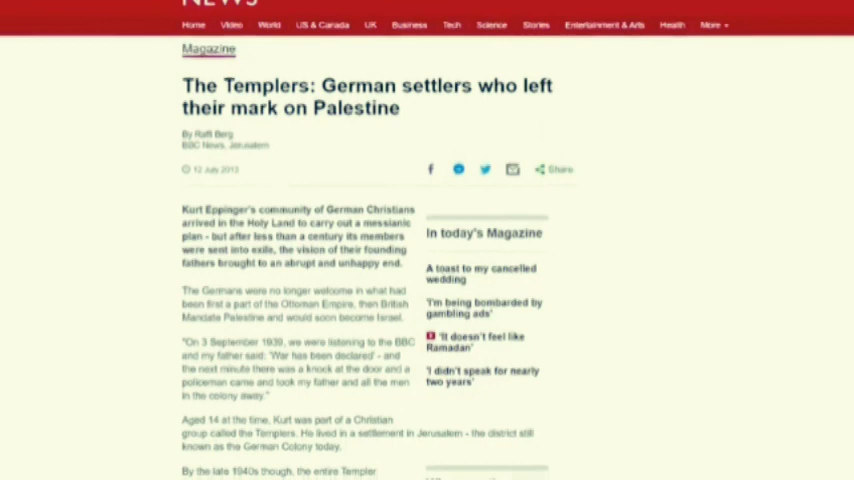 NEWS
Home Video World US & Canada UK Business Tech Science Stories Entertainment & Arts Health More
Magazine
The Templers: German settlers who left
their mark on Palestine
By Raffi Berg
BBC News, Jerusalem
12 July 2013
Share
Kurt Eppinger's community of German Christians
arrived in the Holy Land to carry out a messianic
plan - but after less than a century its members
were sent into exile, the vision of their founding
fathers brought to an abrupt and unhappy end.
The Germans were no longer welcome in what had
been first a part of the Ottoman Empire, then British
Mandate Palestine and would soon become Israel.
"On 3 September 1939, we were listening to the BBC
and my father said: 'War has been declared' - and
the next minute there was a knock at the door and a
policeman came and took my father and all the men
in the colony away."
Aged 14 at the time, Kurt was part of a Christian
group called the Templers. He lived in a settlement in Jerusalem - the district still
known as the German Colony today.
By the late 1940s though, the entire Templer
In today's Magazine
A toast to my cancelled
wedding
'I'm being bombarded by
gambling ads'
'It doesn't feel like
Ramadan'
'I didn't speak for nearly
two years'